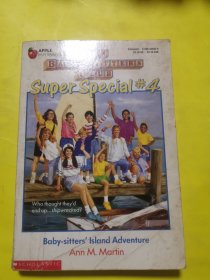 APPLE
THE
BABY-SITTERS
CLUB
Super Special #4
Who thought they'd
end up...shipwrecked?
Baby-sitters' Island Adventure
Ann M. Martin
SCHOLASTIC